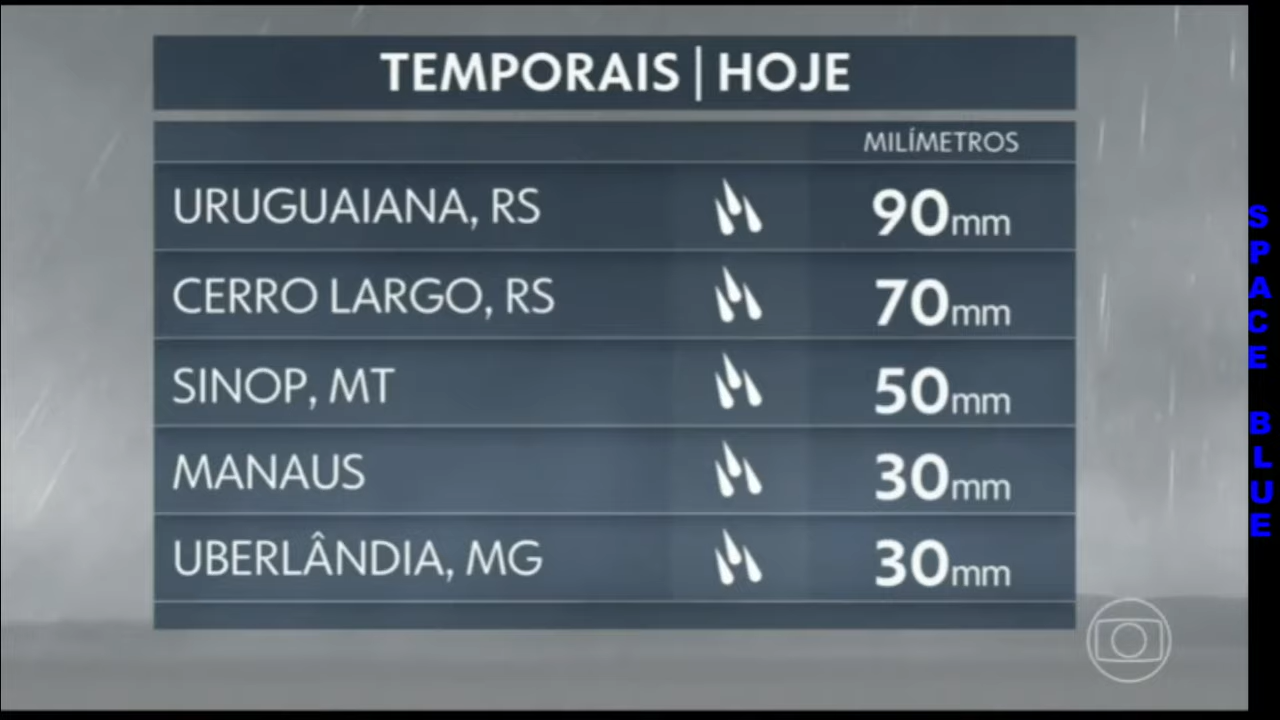 TEMPORAIS | HOJE
MILÍMETROS
URUGUAIANA, RS 90mm
CERRO LARGO, RS 70mm
SINOP, MT 50mm
MANAUS 30mm
UBERLÂNDIA, MG 30mm
SPACE BLUE